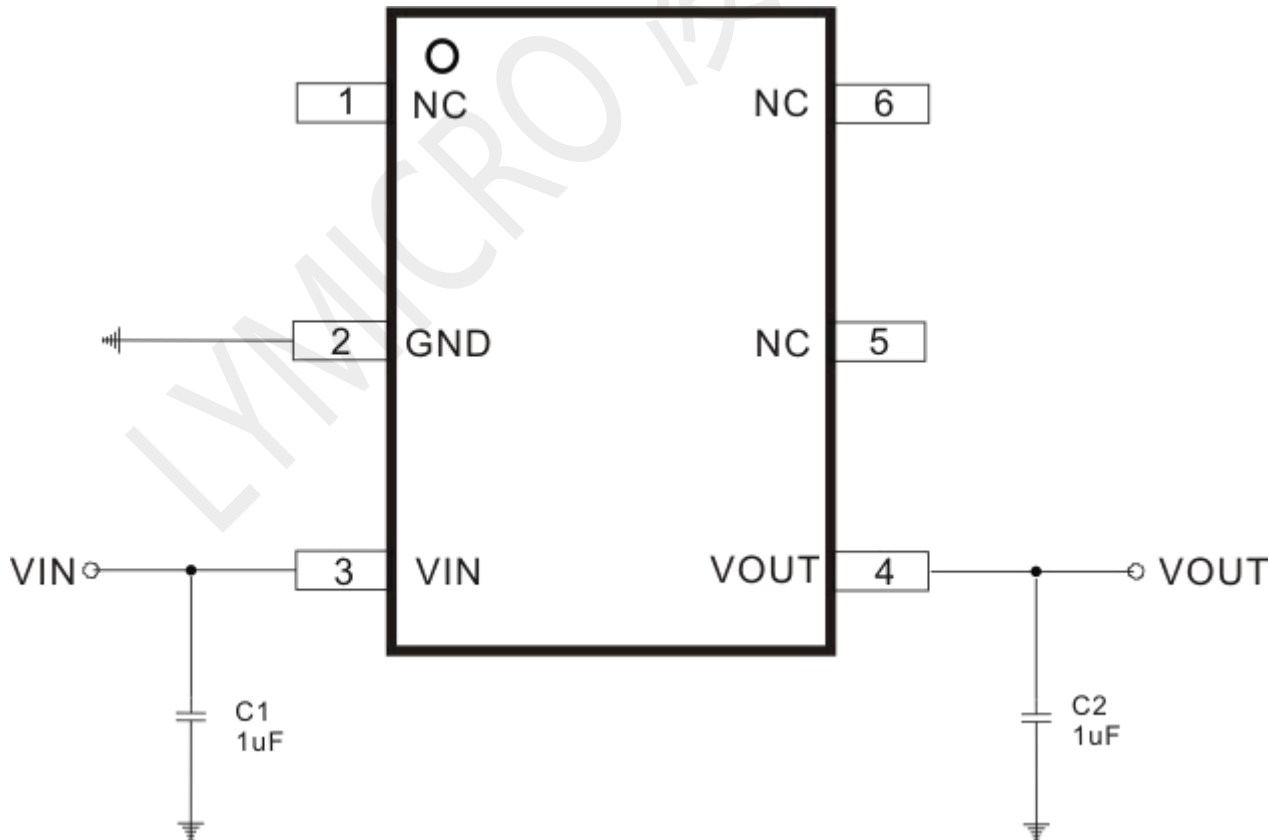 1 NC NC 6
2 GND NC 5
VIN 3 VIN VOUT 4 VOUT
C1
1uF
C2
1uF
LYMICRO